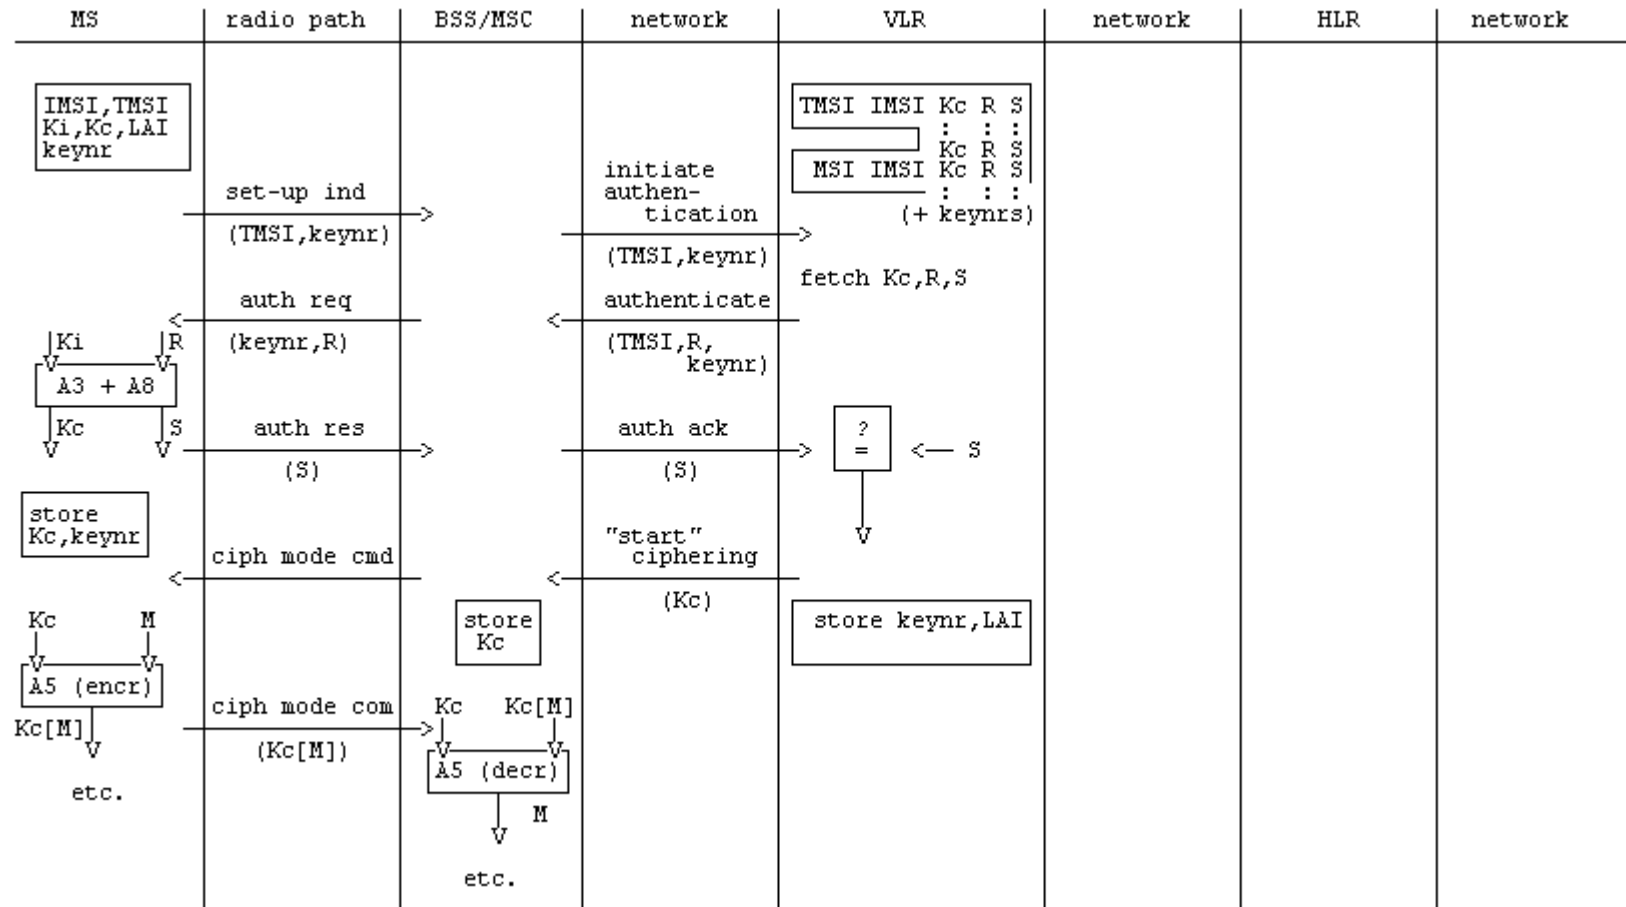 MS radio path BSS/MSC network VLR network HLR network
IMSI,TMSI
Ki,Kc,LAI
keynr
TMSI IMSI Kc R S
: : :
Kc R S
MSI IMSI Kc R S
: : :
(+ keynrs)
set-up ind
(TMSI,keynr)
initiate
authen-
tication
(TMSI,keynr)
fetch Kc,R,S
auth req
(keynr,R)
authenticate
(TMSI,R,
keynr)
Ki R
A3 + A8
Kc S
auth res
(S)
auth ack
(S)
?
=
S
store
Kc,keynr
ciph mode cmd
"start"
ciphering
(Kc)
store
Kc
store keynr,LAI
Kc M
A5 (encr)
Kc[M]
etc.
ciph mode com
(Kc[M])
Kc Kc[M]
A5 (decr)
M
etc.